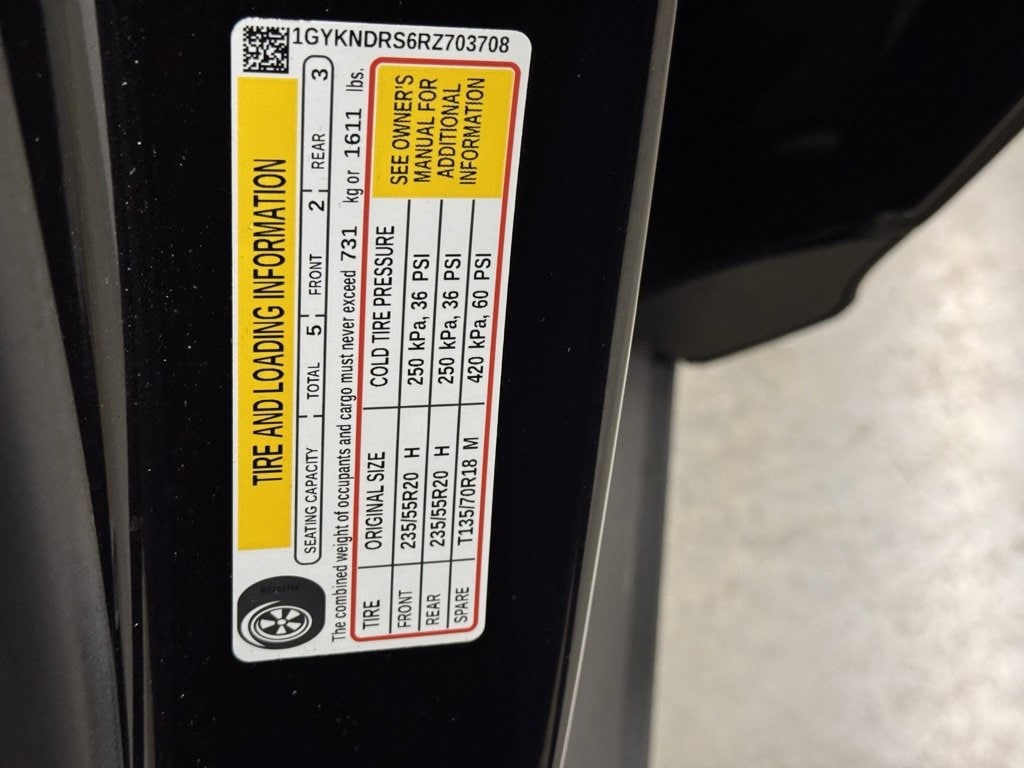 1GYKNDRS6RZ703708
TIRE AND LOADING INFORMATION
SEATING CAPACITY TOTAL 5 FRONT 2 REAR 3
The combined weight of occupants and cargo must never exceed 731 kg or 1611 lbs.
TIRE ORIGINAL SIZE COLD TIRE PRESSURE
FRONT 235/55R20 H 250 kPa, 36 PSI
REAR 235/55R20 H 250 kPa, 36 PSI
SPARE T135/70R18 M 420 kPa, 60 PSI
SEE OWNER'S
MANUAL FOR
ADDITIONAL
INFORMATION